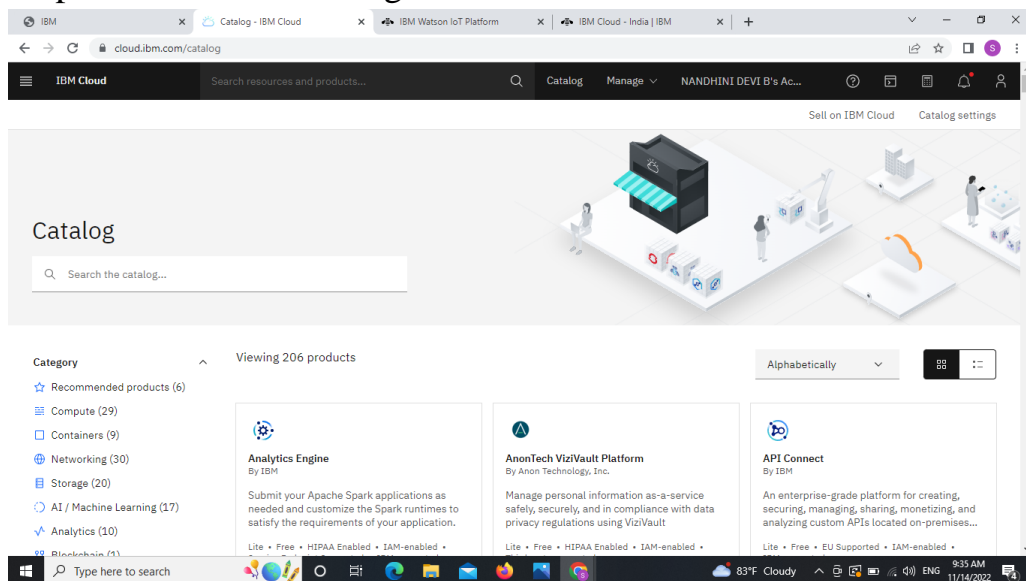 IBM
Catalog - IBM Cloud
IBM Watson IoT Platform
IBM Cloud - India | IBM
cloud.ibm.com/catalog
S
IBM Cloud
Search resources and products...
Catalog
Manage
NANDHINI DEVI B's Ac...
Sell on IBM Cloud
Catalog settings
Catalog
Search the catalog...
Category
Viewing 206 products
Alphabetically
Recommended products (6)
Compute (29)
Containers (9)
Networking (30)
Storage (20)
AI / Machine Learning (17)
Analytics (10)
Blockchain (1)
Analytics Engine
By IBM
Submit your Apache Spark applications as
needed and customize the Spark runtimes to
satisfy the requirements of your application.
Lite • Free • HIPAA Enabled • IAM-enabled •
AnonTech ViziVault Platform
By Anon Technology, Inc.
Manage personal information as-a-service
safely, securely, and in compliance with data
privacy regulations using ViziVault
Lite • Free • HIPAA Enabled • IAM-enabled •
API Connect
By IBM
An enterprise-grade platform for creating,
securing, managing, sharing, monetizing, and
analyzing custom APIs located on-premises...
Lite • Free • EU Supported • IAM-enabled •
Type here to search
83°F Cloudy
ENG
9:35 AM
11/14/2022